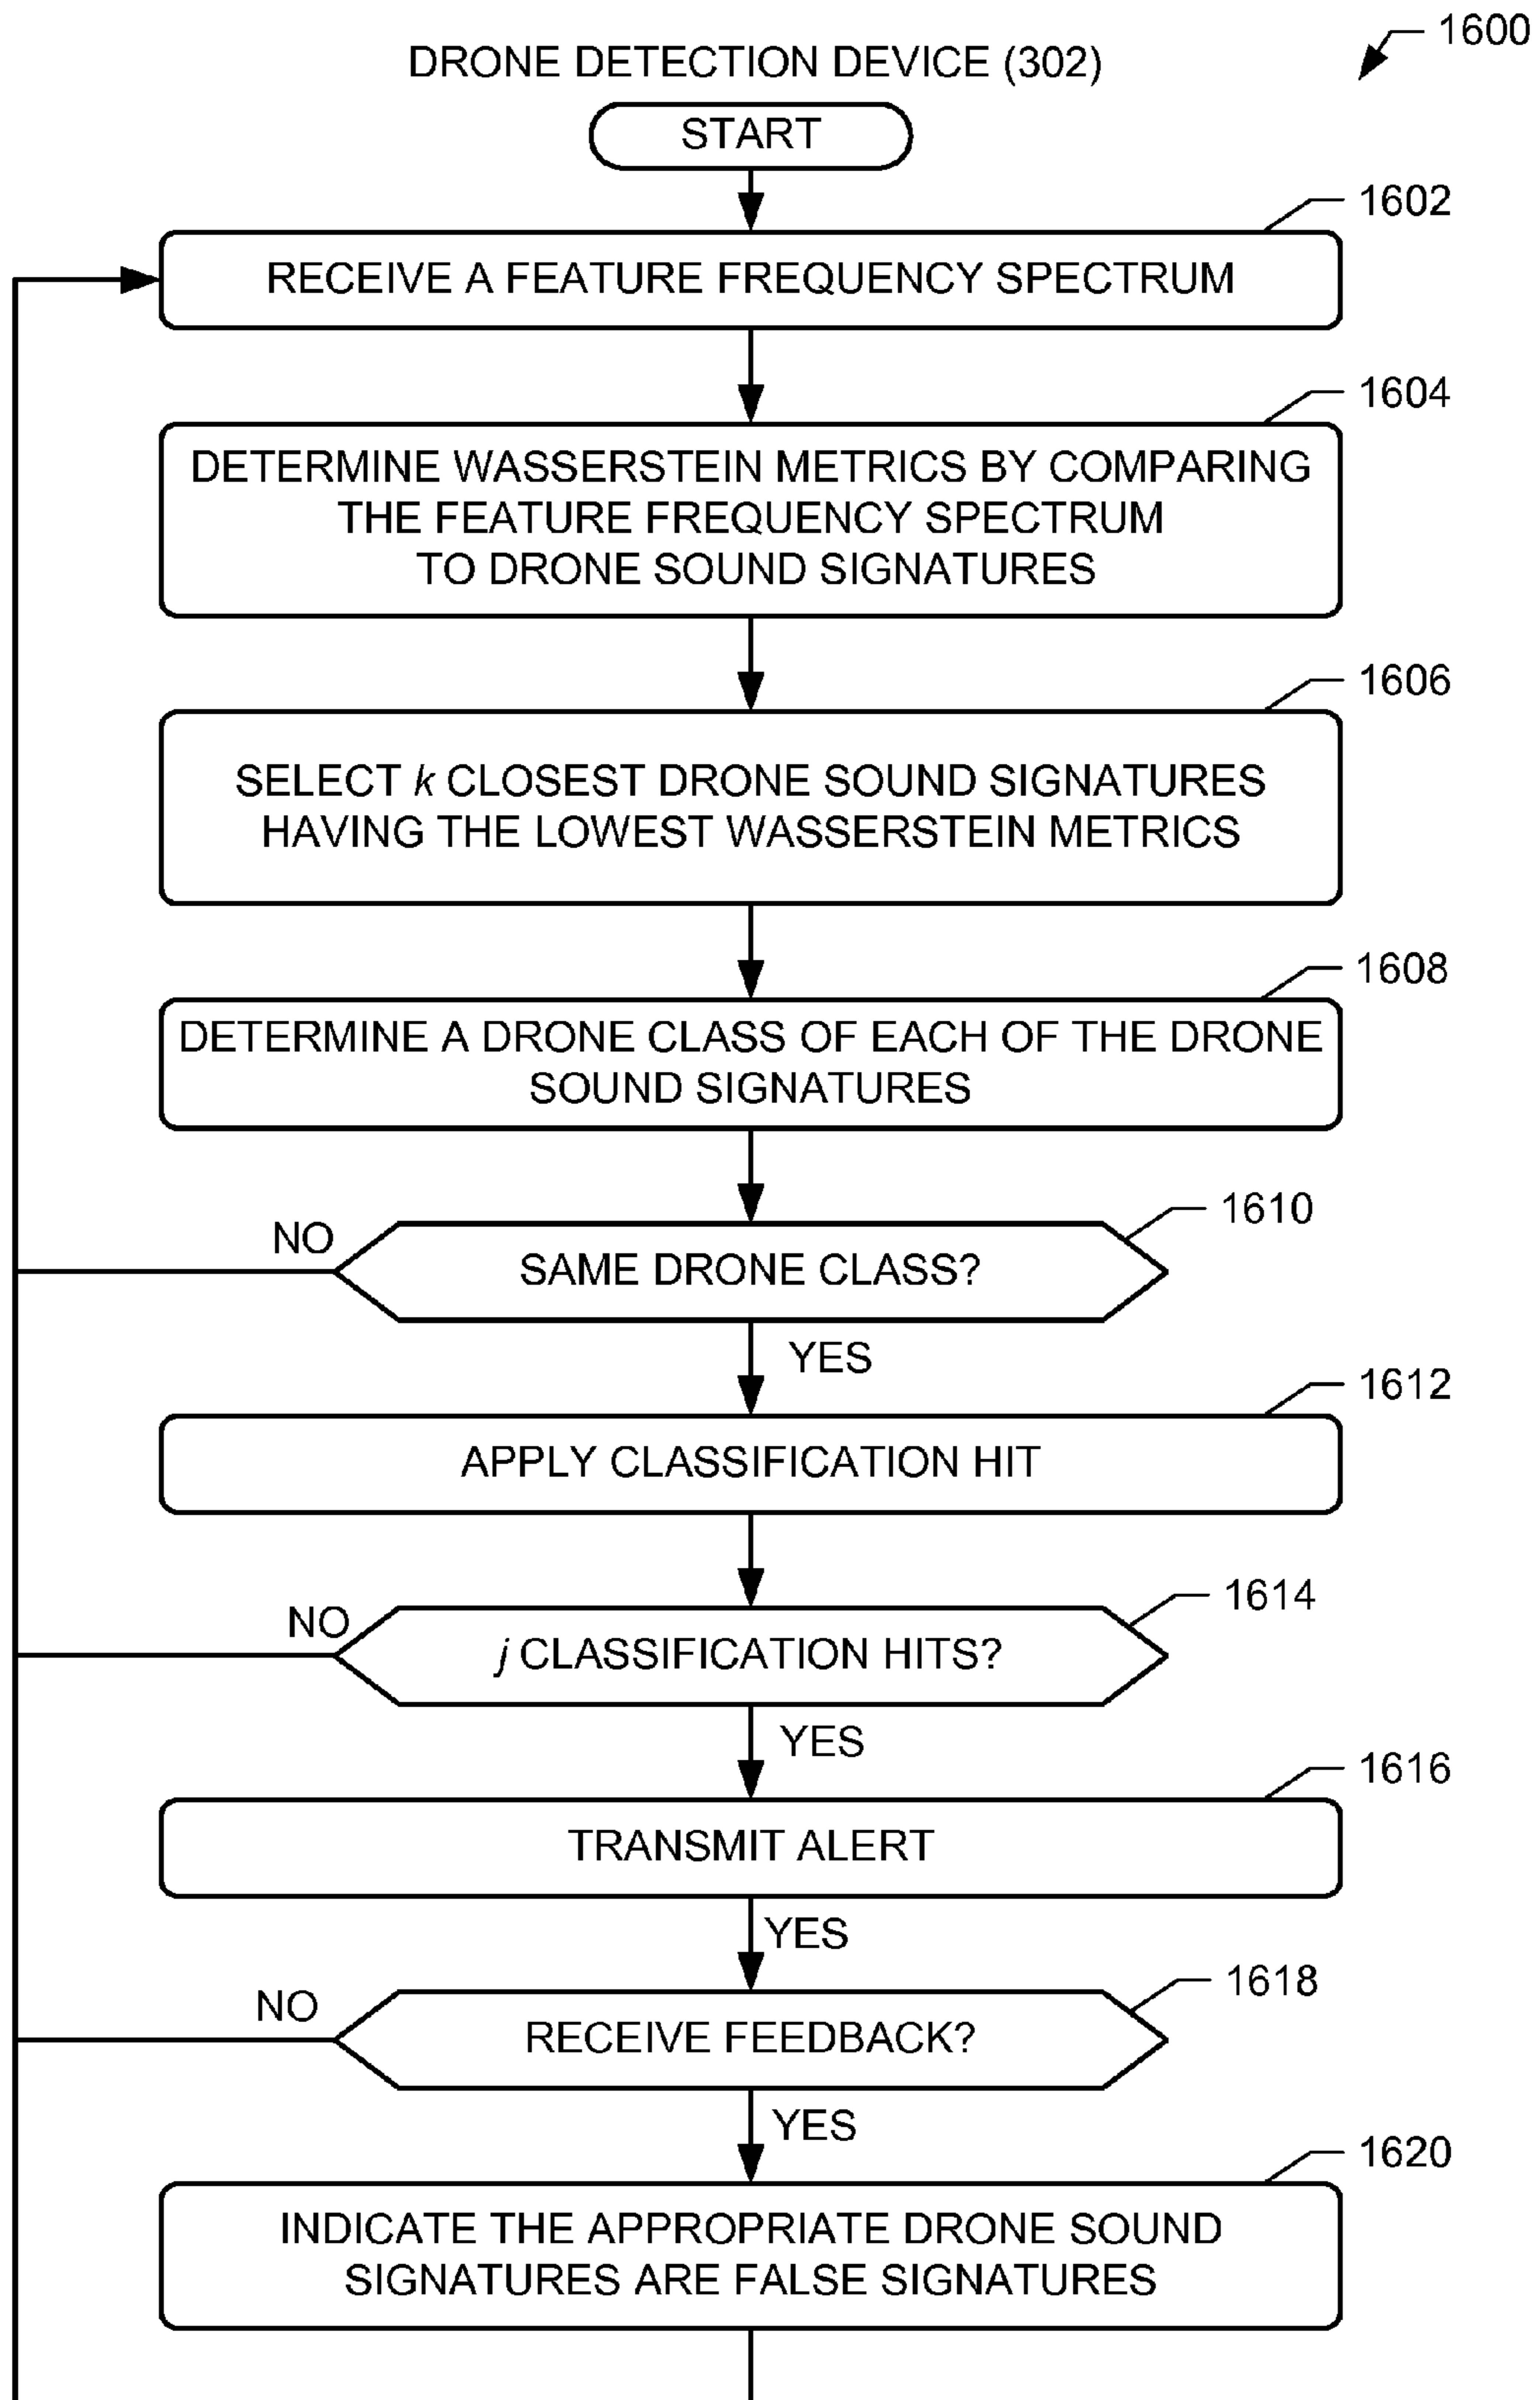 1600
DRONE DETECTION DEVICE (302)
START
1602
RECEIVE A FEATURE FREQUENCY SPECTRUM
1604
DETERMINE WASSERSTEIN METRICS BY COMPARING
THE FEATURE FREQUENCY SPECTRUM
TO DRONE SOUND SIGNATURES
1606
SELECT k CLOSEST DRONE SOUND SIGNATURES
HAVING THE LOWEST WASSERSTEIN METRICS
1608
DETERMINE A DRONE CLASS OF EACH OF THE DRONE
SOUND SIGNATURES
1610
NO
SAME DRONE CLASS?
YES
1612
APPLY CLASSIFICATION HIT
1614
NO
j CLASSIFICATION HITS?
YES
1616
TRANSMIT ALERT
YES
1618
NO
RECEIVE FEEDBACK?
YES
1620
INDICATE THE APPROPRIATE DRONE SOUND
SIGNATURES ARE FALSE SIGNATURES